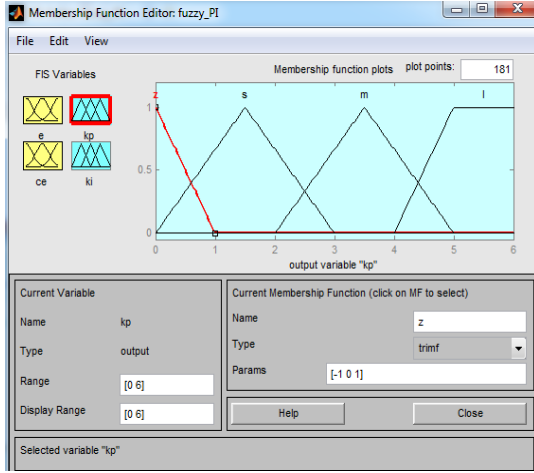 Membership Function Editor: fuzzy_PI
File Edit View
FIS Variables
Membership function plots
plot points:
181
e
kp
ce
ki
z
s
m
l
1
0.5
0
0 1 2 3 4 5 6
output variable "kp"
Current Variable
Name kp
Type output
Range [0 6]
Display Range [0 6]
Current Membership Function (click on MF to select)
Name z
Type trimf
Params [-1 0 1]
Help
Close
Selected variable "kp"